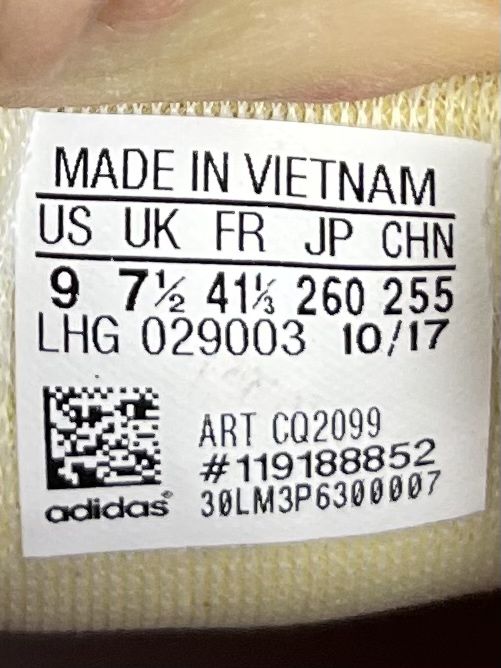 MADE IN VIETNAM
US UK FR JP CHN
9 7½ 41⅓ 260 255
LHG 029003 10/17
ART CQ2099
#119188852
30LM3P6300007
adidas®